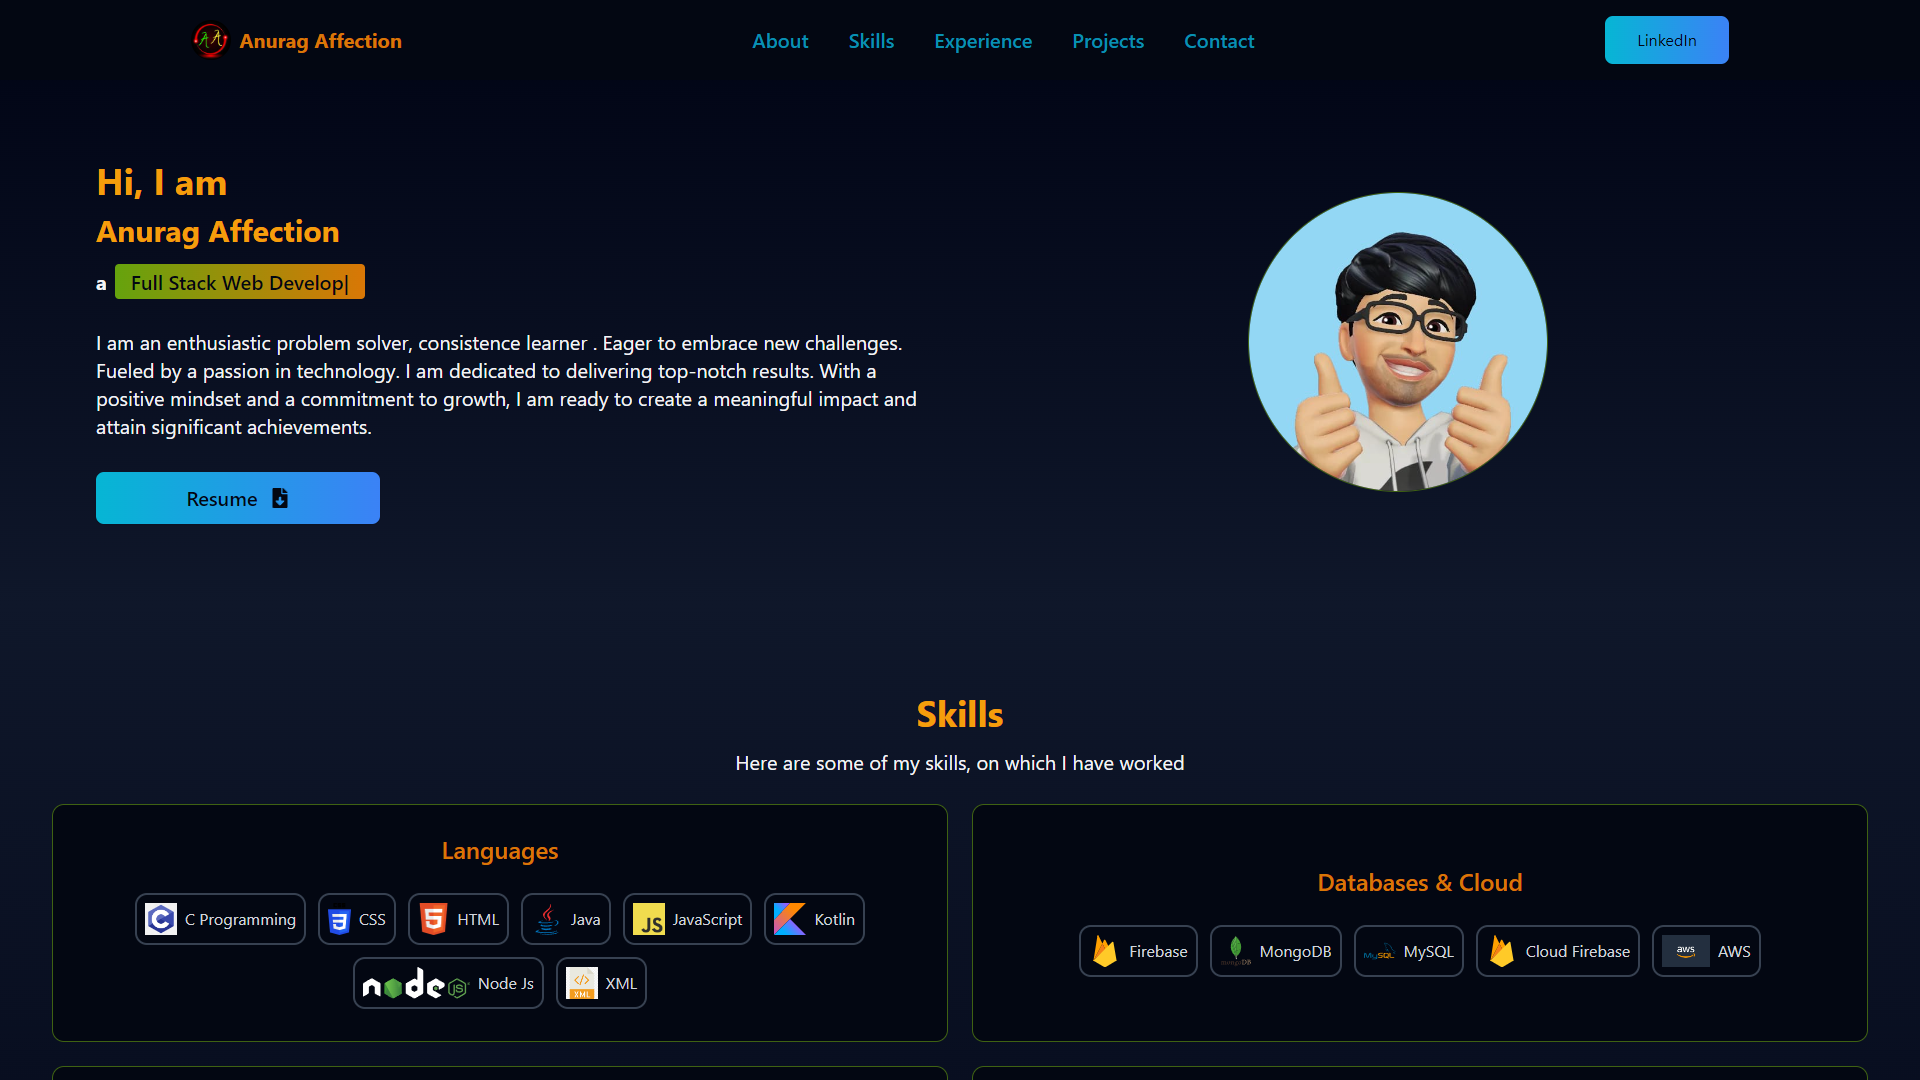 Anurag Affection
About
Skills
Experience
Projects
Contact
LinkedIn
Hi, I am
Anurag Affection
a Full Stack Web Develop|
I am an enthusiastic problem solver, consistence learner . Eager to embrace new challenges.
Fueled by a passion in technology. I am dedicated to delivering top-notch results. With a
positive mindset and a commitment to growth, I am ready to create a meaningful impact and
attain significant achievements.
Resume
Skills
Here are some of my skills, on which I have worked
Languages
C Programming
CSS
HTML
Java
JS JavaScript
Kotlin
node JS Node Js
XML XML
Databases & Cloud
Firebase
mongoDB MongoDB
MySQL MySQL
Cloud Firebase
aws AWS